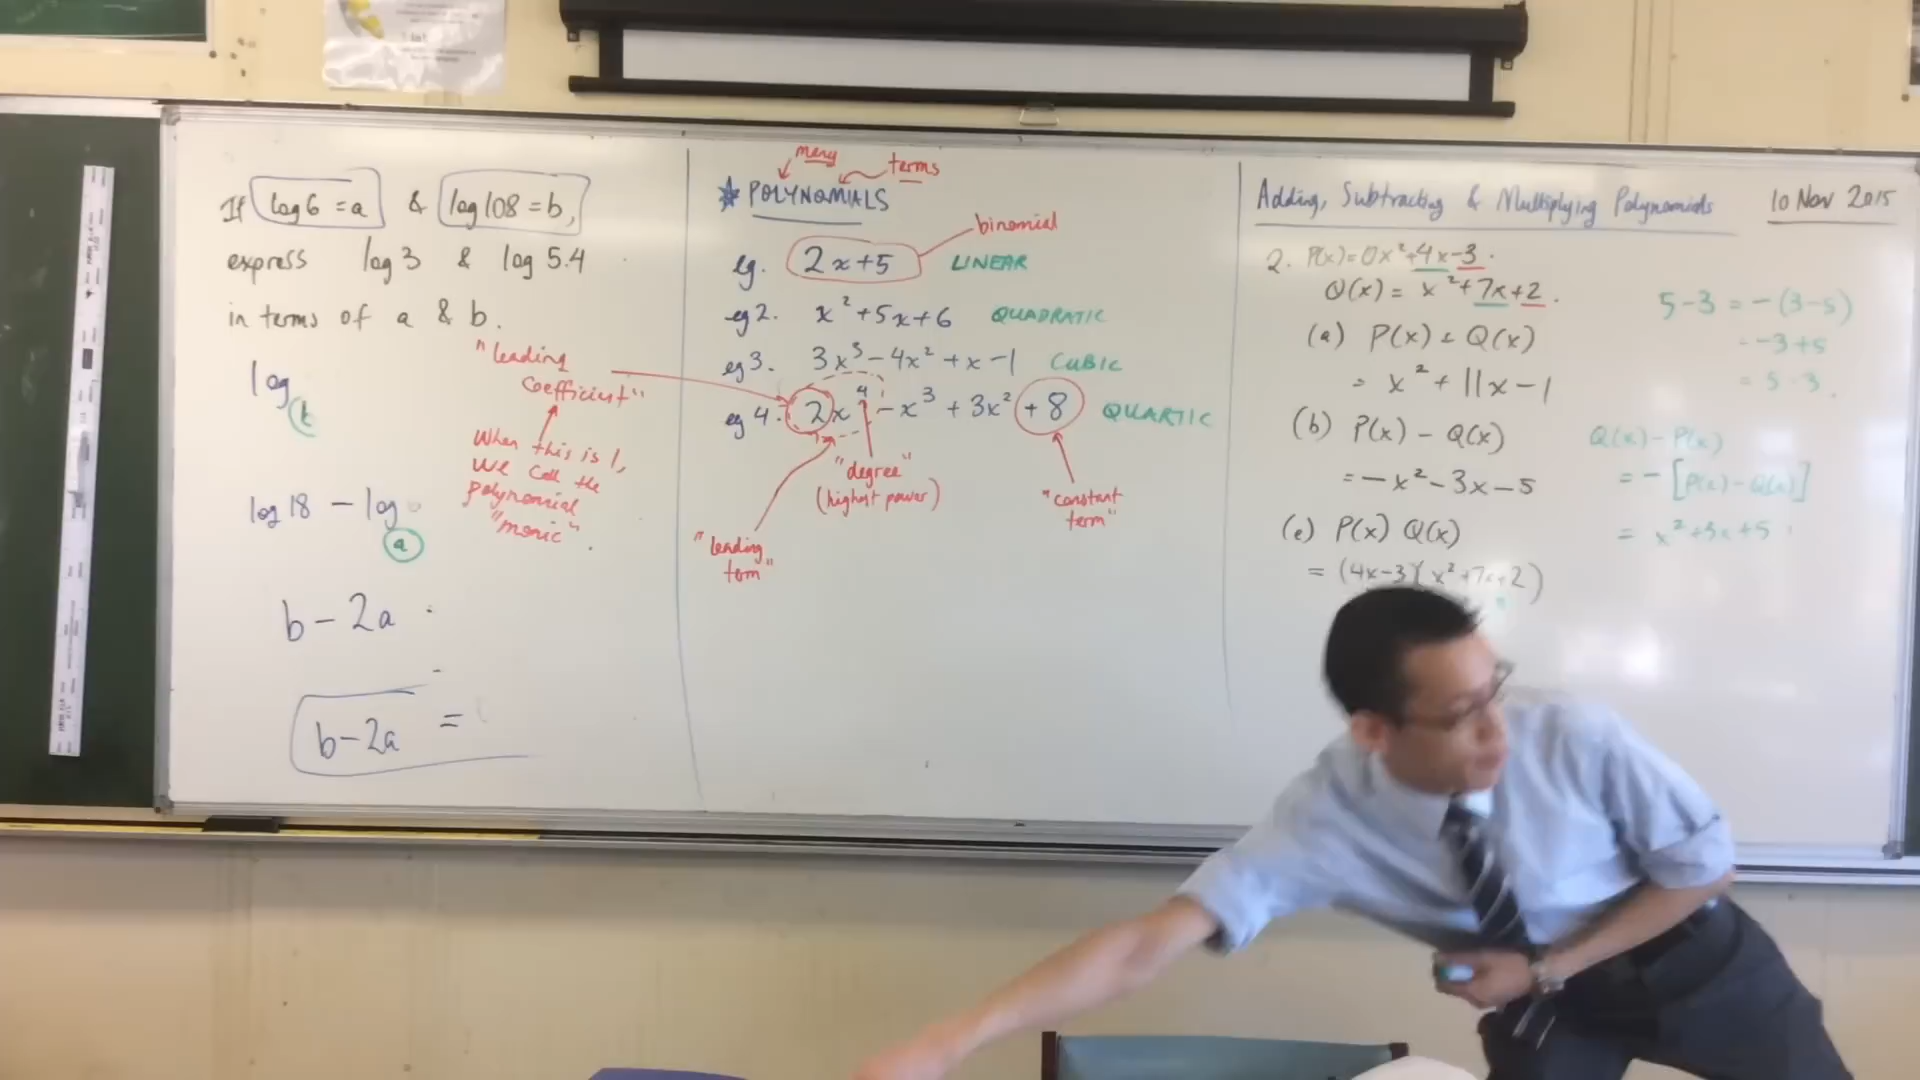 If log 6 = a & log 108 = b,
express log 3 & log 5.4
in terms of a & b.
log
log 18 - log
a
b - 2a
b - 2a =
"leading
coefficient"
When this is 1,
we call the
polynomial
"monic".
many terms
POLYNOMIALS
binomial
eg. 2x+5 LINEAR
eg 2. x²+5x+6 QUADRATIC
eg 3. 3x³-4x²+x-1 CUBIC
eg 4. 2x⁴-x³+3x²+8 QUARTIC
"degree"
(highest power)
"leading
term"
"constant
term"
Adding, Subtracting & Multiplying Polynomials 10 Nov 2015
2. P(x)=0x²+4x-3.
Q(x) = x²+7x+2.
(a) P(x) + Q(x)
= x²+11x-1
(b) P(x) - Q(x)
= -x²-3x-5
(e) P(x) Q(x)
= (4x-3)(x²+7x+2)
5-3 = -(3-5)
= -3+5
= 5-3.
Q(x)-P(x)
= -[P(x)-Q(x)]
= x²+3x+5